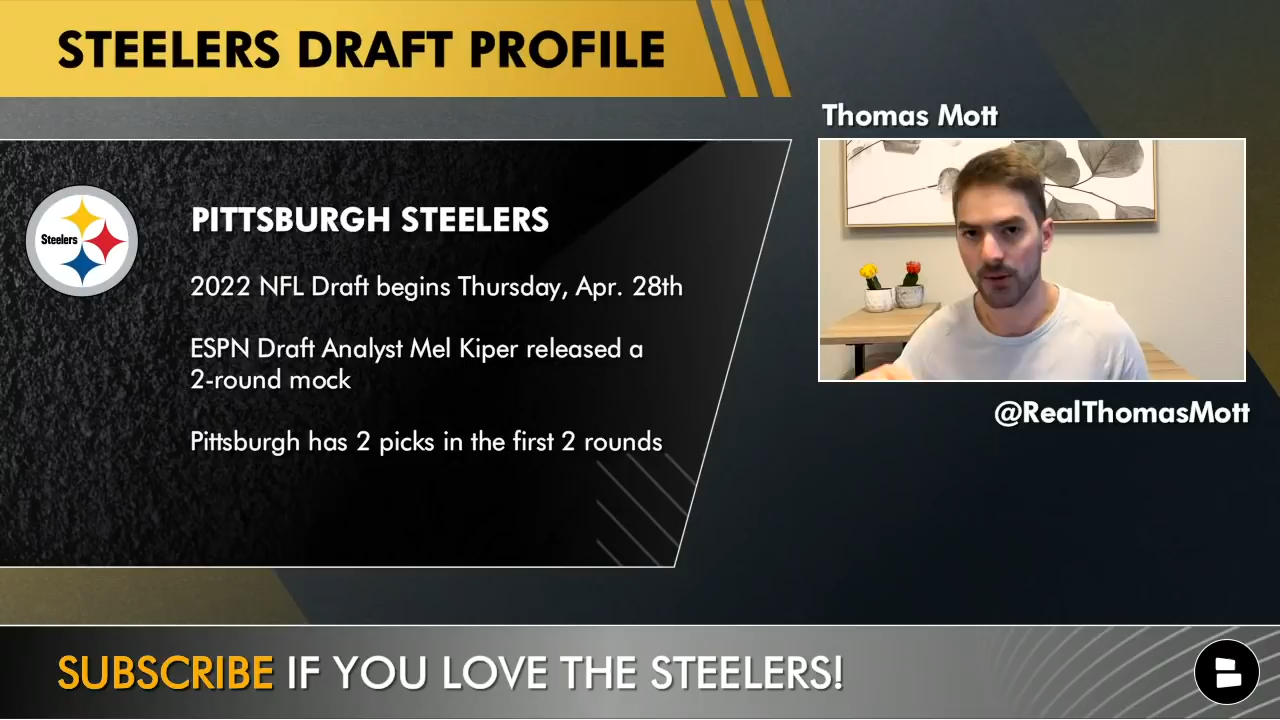 STEELERS DRAFT PROFILE
Thomas Mott
Steelers
PITTSBURGH STEELERS
2022 NFL Draft begins Thursday, Apr. 28th
ESPN Draft Analyst Mel Kiper released a
2-round mock
Pittsburgh has 2 picks in the first 2 rounds
@RealThomasMott
SUBSCRIBE IF YOU LOVE THE STEELERS!